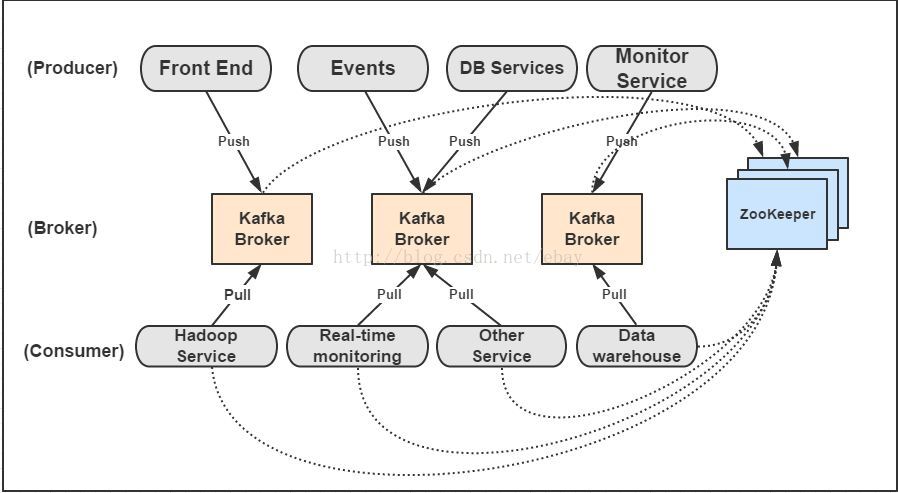 (Producer)
Front End
Events
DB Services
Monitor
Service
Push
Push
Push
Push
(Broker)
Kafka
Broker
Kafka
Broker
Kafka
Broker
ZooKeeper
http://blog.csdn.net/ebay
Pull
Pull
Pull
Pull
(Consumer)
Hadoop
Service
Real-time
monitoring
Other
Service
Data
warehouse